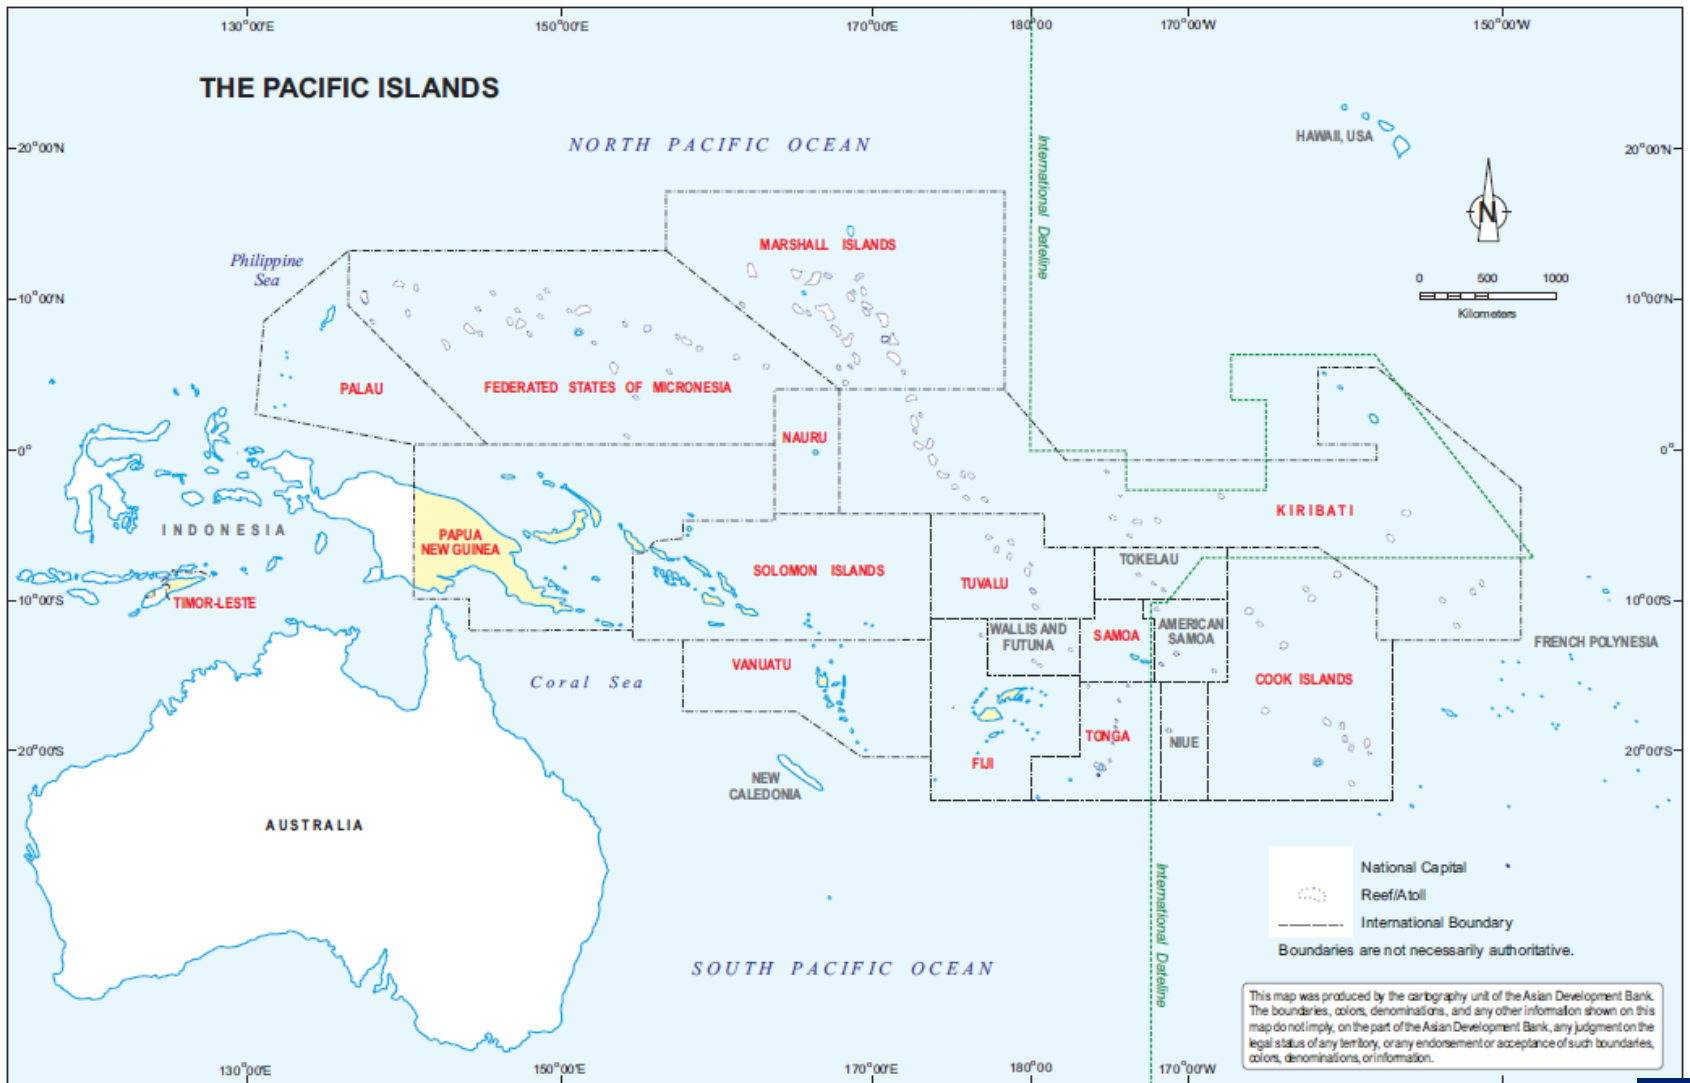 130°00'E
150°00'E
170°00'E
180°00
170°00'W
150°00'W
THE PACIFIC ISLANDS
NORTH PACIFIC OCEAN
International Dateline
HAWAII, USA
20°00'N
20°00'N
N
MARSHALL ISLANDS
Philippine
Sea
0 500 1000
Kilometers
10°00'N
10°00'N
PALAU
FEDERATED STATES OF MICRONESIA
NAURU
0°
0°
KIRIBATI
INDONESIA
PAPUA
NEW GUINEA
TOKELAU
SOLOMON ISLANDS
TUVALU
TIMOR-LESTE
10°00'S
10°00'S
WALLIS AND
FUTUNA
SAMOA
AMERICAN
SAMOA
FRENCH POLYNESIA
VANUATU
Coral Sea
COOK ISLANDS
TONGA
NIUE
20°00'S
20°00'S
FIJI
NEW
CALEDONIA
AUSTRALIA
International Dateline
National Capital
Reef/Atoll
International Boundary
Boundaries are not necessarily authoritative.
SOUTH PACIFIC OCEAN
This map was produced by the cartography unit of the Asian Development Bank.
The boundaries, colors, denominations, and any other information shown on this
map do not imply, on the part of the Asian Development Bank, any judgment on the
legal status of any territory, or any endorsement or acceptance of such boundaries,
colors, denominations, or information.
130°00'E
150°00'E
170°00'E
180°00
170°00'W
150°00'W